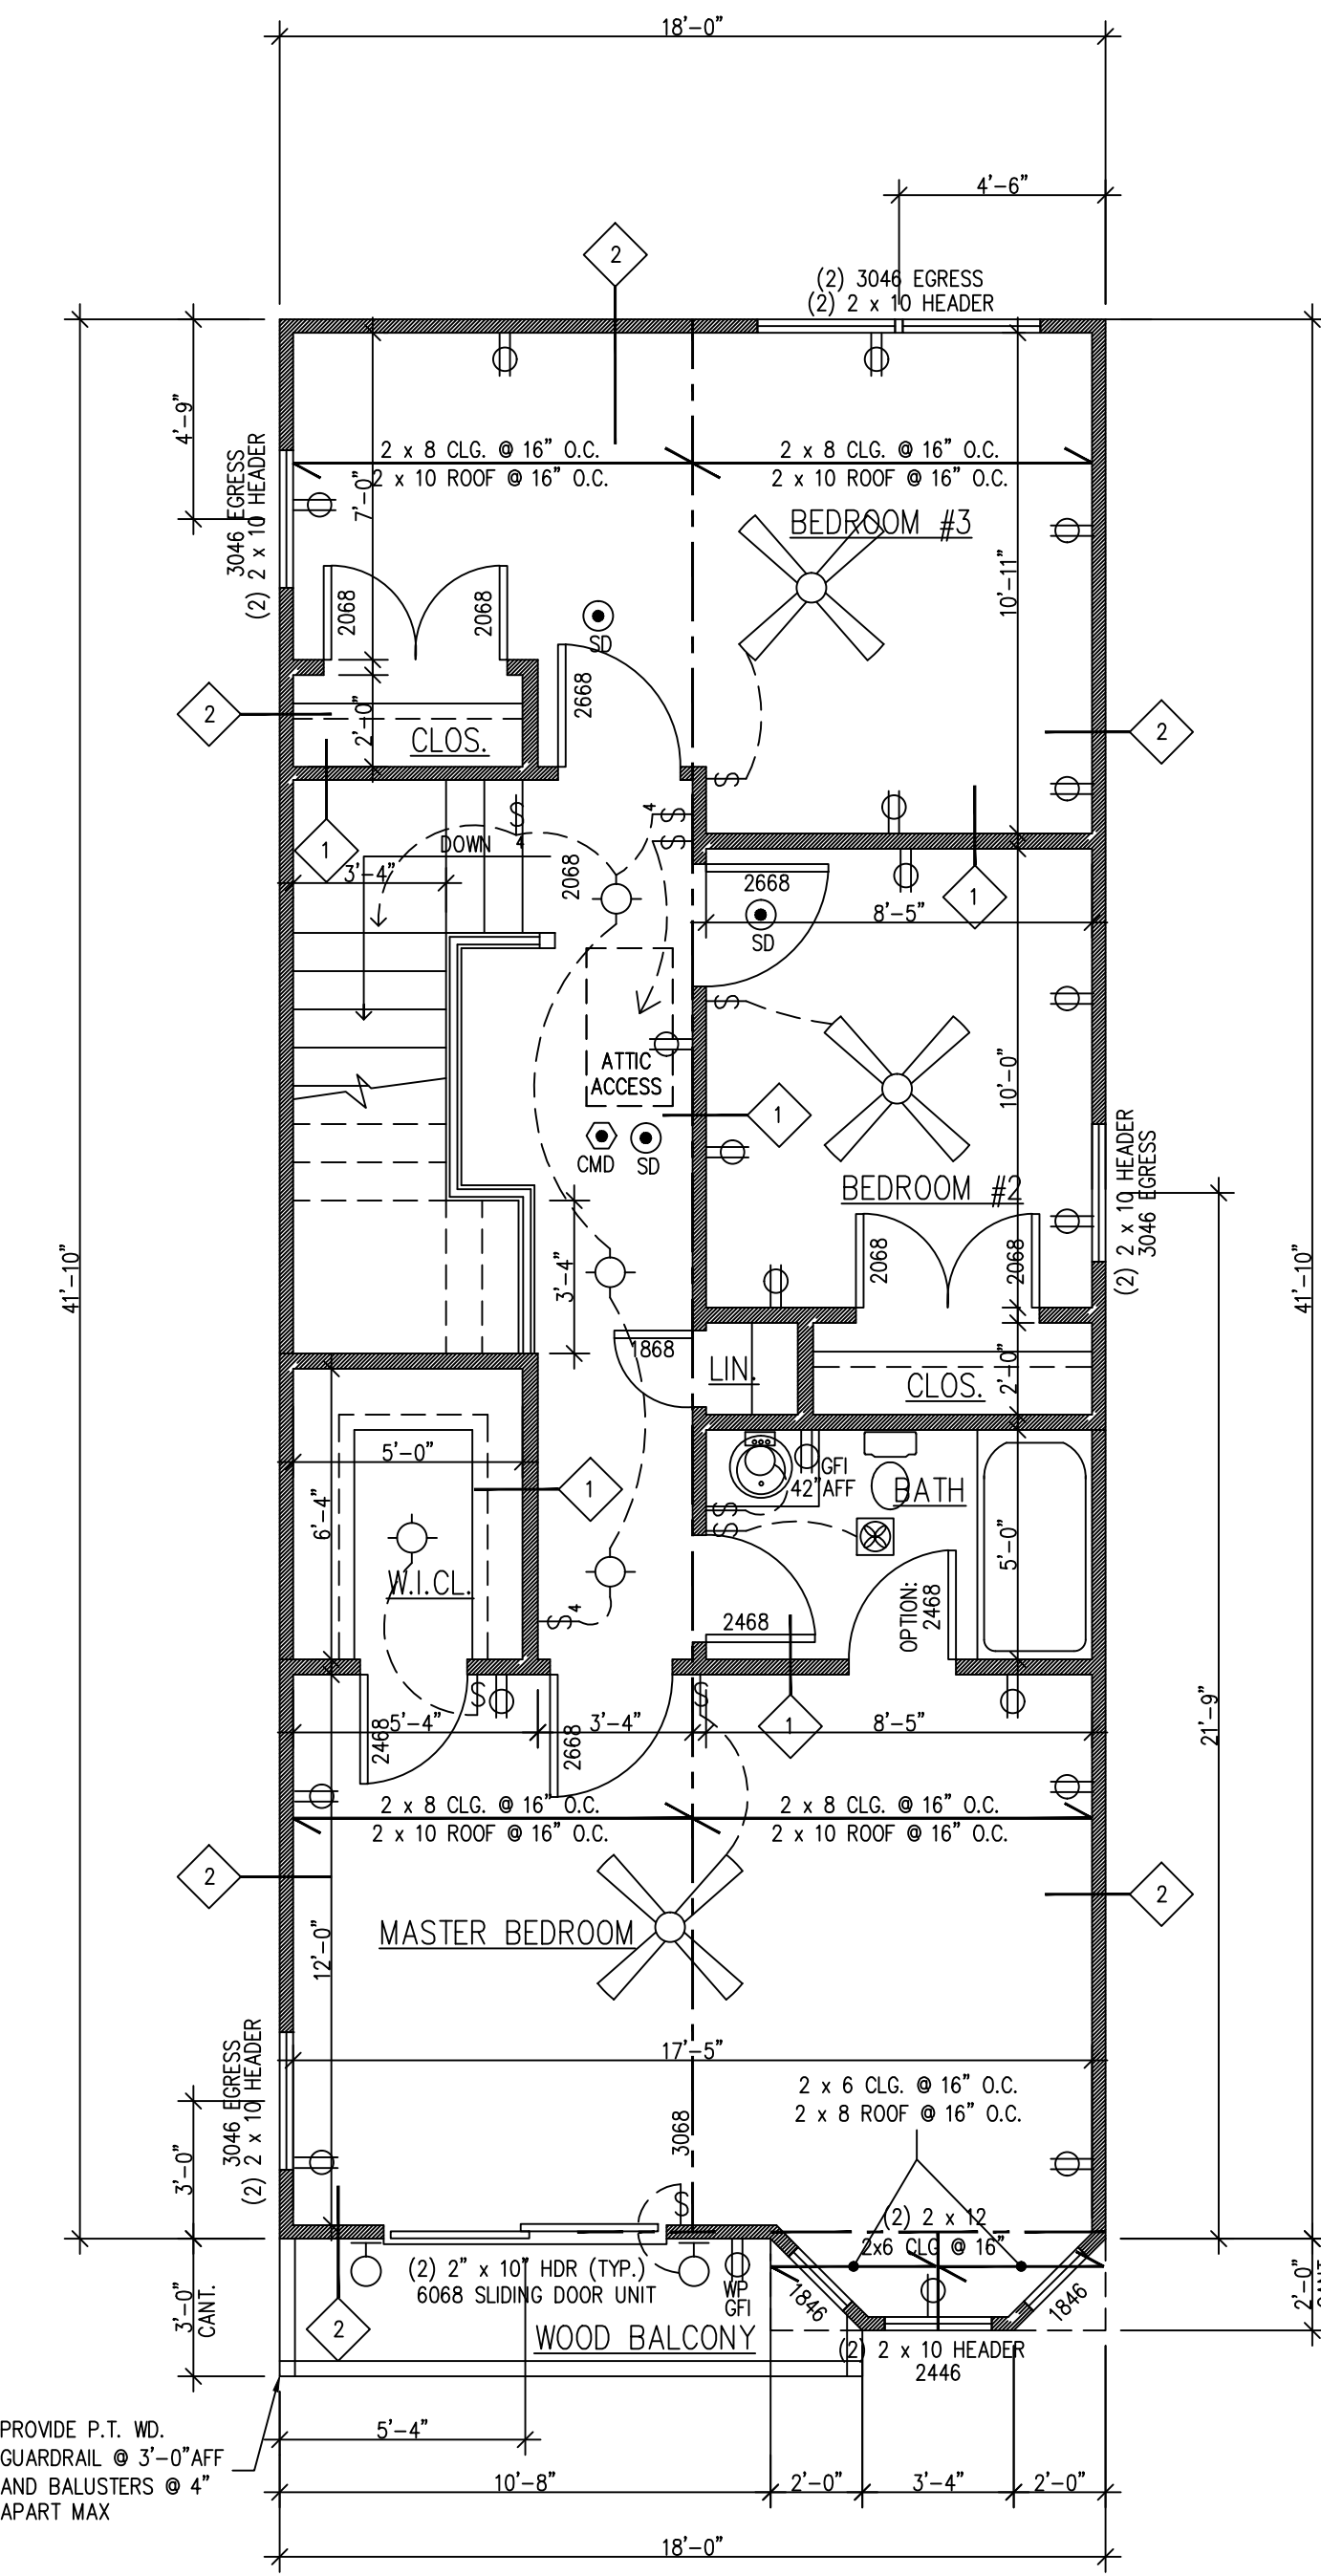 18'-0"
4'-6"
2
(2) 3046 EGRESS
(2) 2 x 10 HEADER
4'-9"
3046 EGRESS
(2) 2 x 10 HEADER
2 x 8 CLG. @ 16" O.C.
2 x 10 ROOF @ 16" O.C.
2 x 8 CLG. @ 16" O.C.
2 x 10 ROOF @ 16" O.C.
7'-0"
BEDROOM #3
10'-11"
2068
2068
SD
2668
2
2'-0"
CLOS.
2
S
1
S
4
DOWN
3'-4"
4
S
S
2068
2668
1
SD
8'-5"
S
ATTIC
ACCESS
10'-0"
1
CMD
SD
BEDROOM #2
(2) 2 x 10 HEADER
3046 EGRESS
2068
2068
41'-10"
41'-10"
3'-4"
1868
LIN.
CLOS.
2'-0"
5'-0"
1
6'-4"
GFI
42"AFF
BATH
S
S
5'-0"
W.I.CL.
S
4
2468
OPTION:
2468
S
S
1
2468
5'-4"
2668
3'-4"
8'-5"
21'-9"
2 x 8 CLG. @ 16" O.C.
2 x 10 ROOF @ 16" O.C.
2 x 8 CLG. @ 16" O.C.
2 x 10 ROOF @ 16" O.C.
2
2
12'-0"
MASTER BEDROOM
17'-5"
3046 EGRESS
(2) 2 x 10 HEADER
2 x 6 CLG. @ 16" O.C.
2 x 8 ROOF @ 16" O.C.
3068
3'-0"
S
(2) 2 x 12
2x6 CLG @ 16"
(2) 2" x 10" HDR (TYP.)
6068 SLIDING DOOR UNIT
WP
GFI
1846
1846
3'-0"
CANT.
2
WOOD BALCONY
(2) 2 x 10 HEADER
2446
2'-0"
CANT.
PROVIDE P.T. WD.
GUARDRAIL @ 3'-0"AFF
AND BALUSTERS @ 4"
APART MAX
5'-4"
10'-8"
2'-0"
3'-4"
2'-0"
18'-0"